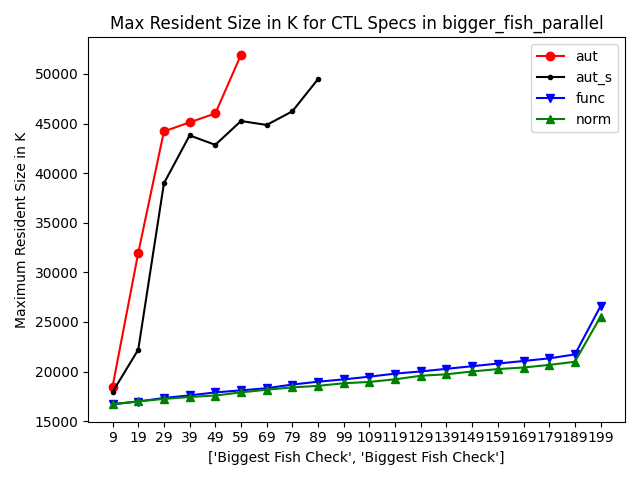 Max Resident Size in K for CTL Specs in bigger_fish_parallel
Maximum Resident Size in K
50000
45000
40000
35000
30000
25000
20000
15000
aut
aut_s
func
norm
9 19 29 39 49 59 69 79 89 99 109 119 129 139 149 159 169 179 189 199
['Biggest Fish Check', 'Biggest Fish Check']